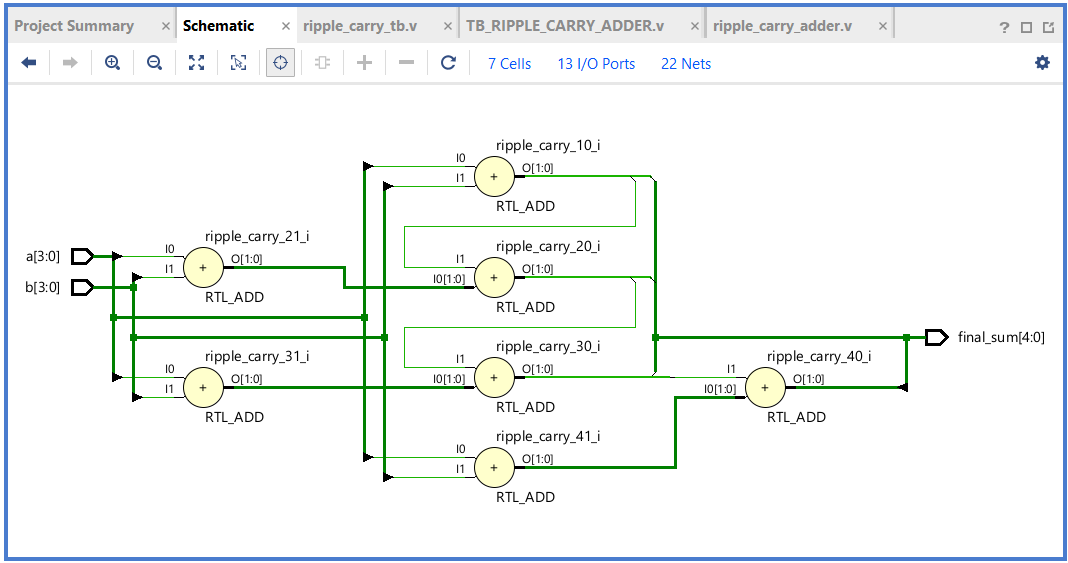 Project Summary × Schematic × ripple_carry_tb.v × TB_RIPPLE_CARRY_ADDER.v × ripple_carry_adder.v × ?
7 Cells 13 I/O Ports 22 Nets
ripple_carry_10_i
I0 O[1:0]
I1 +
RTL_ADD
ripple_carry_21_i
ripple_carry_20_i
a[3:0] I0 O[1:0] I1 O[1:0]
b[3:0] I1 + I0[1:0] +
RTL_ADD RTL_ADD
final_sum[4:0]
ripple_carry_31_i ripple_carry_30_i ripple_carry_40_i
I0 O[1:0] I1 O[1:0] I1 O[1:0]
I1 + I0[1:0] + I0[1:0] +
RTL_ADD RTL_ADD RTL_ADD
ripple_carry_41_i
I0 O[1:0]
I1 +
RTL_ADD